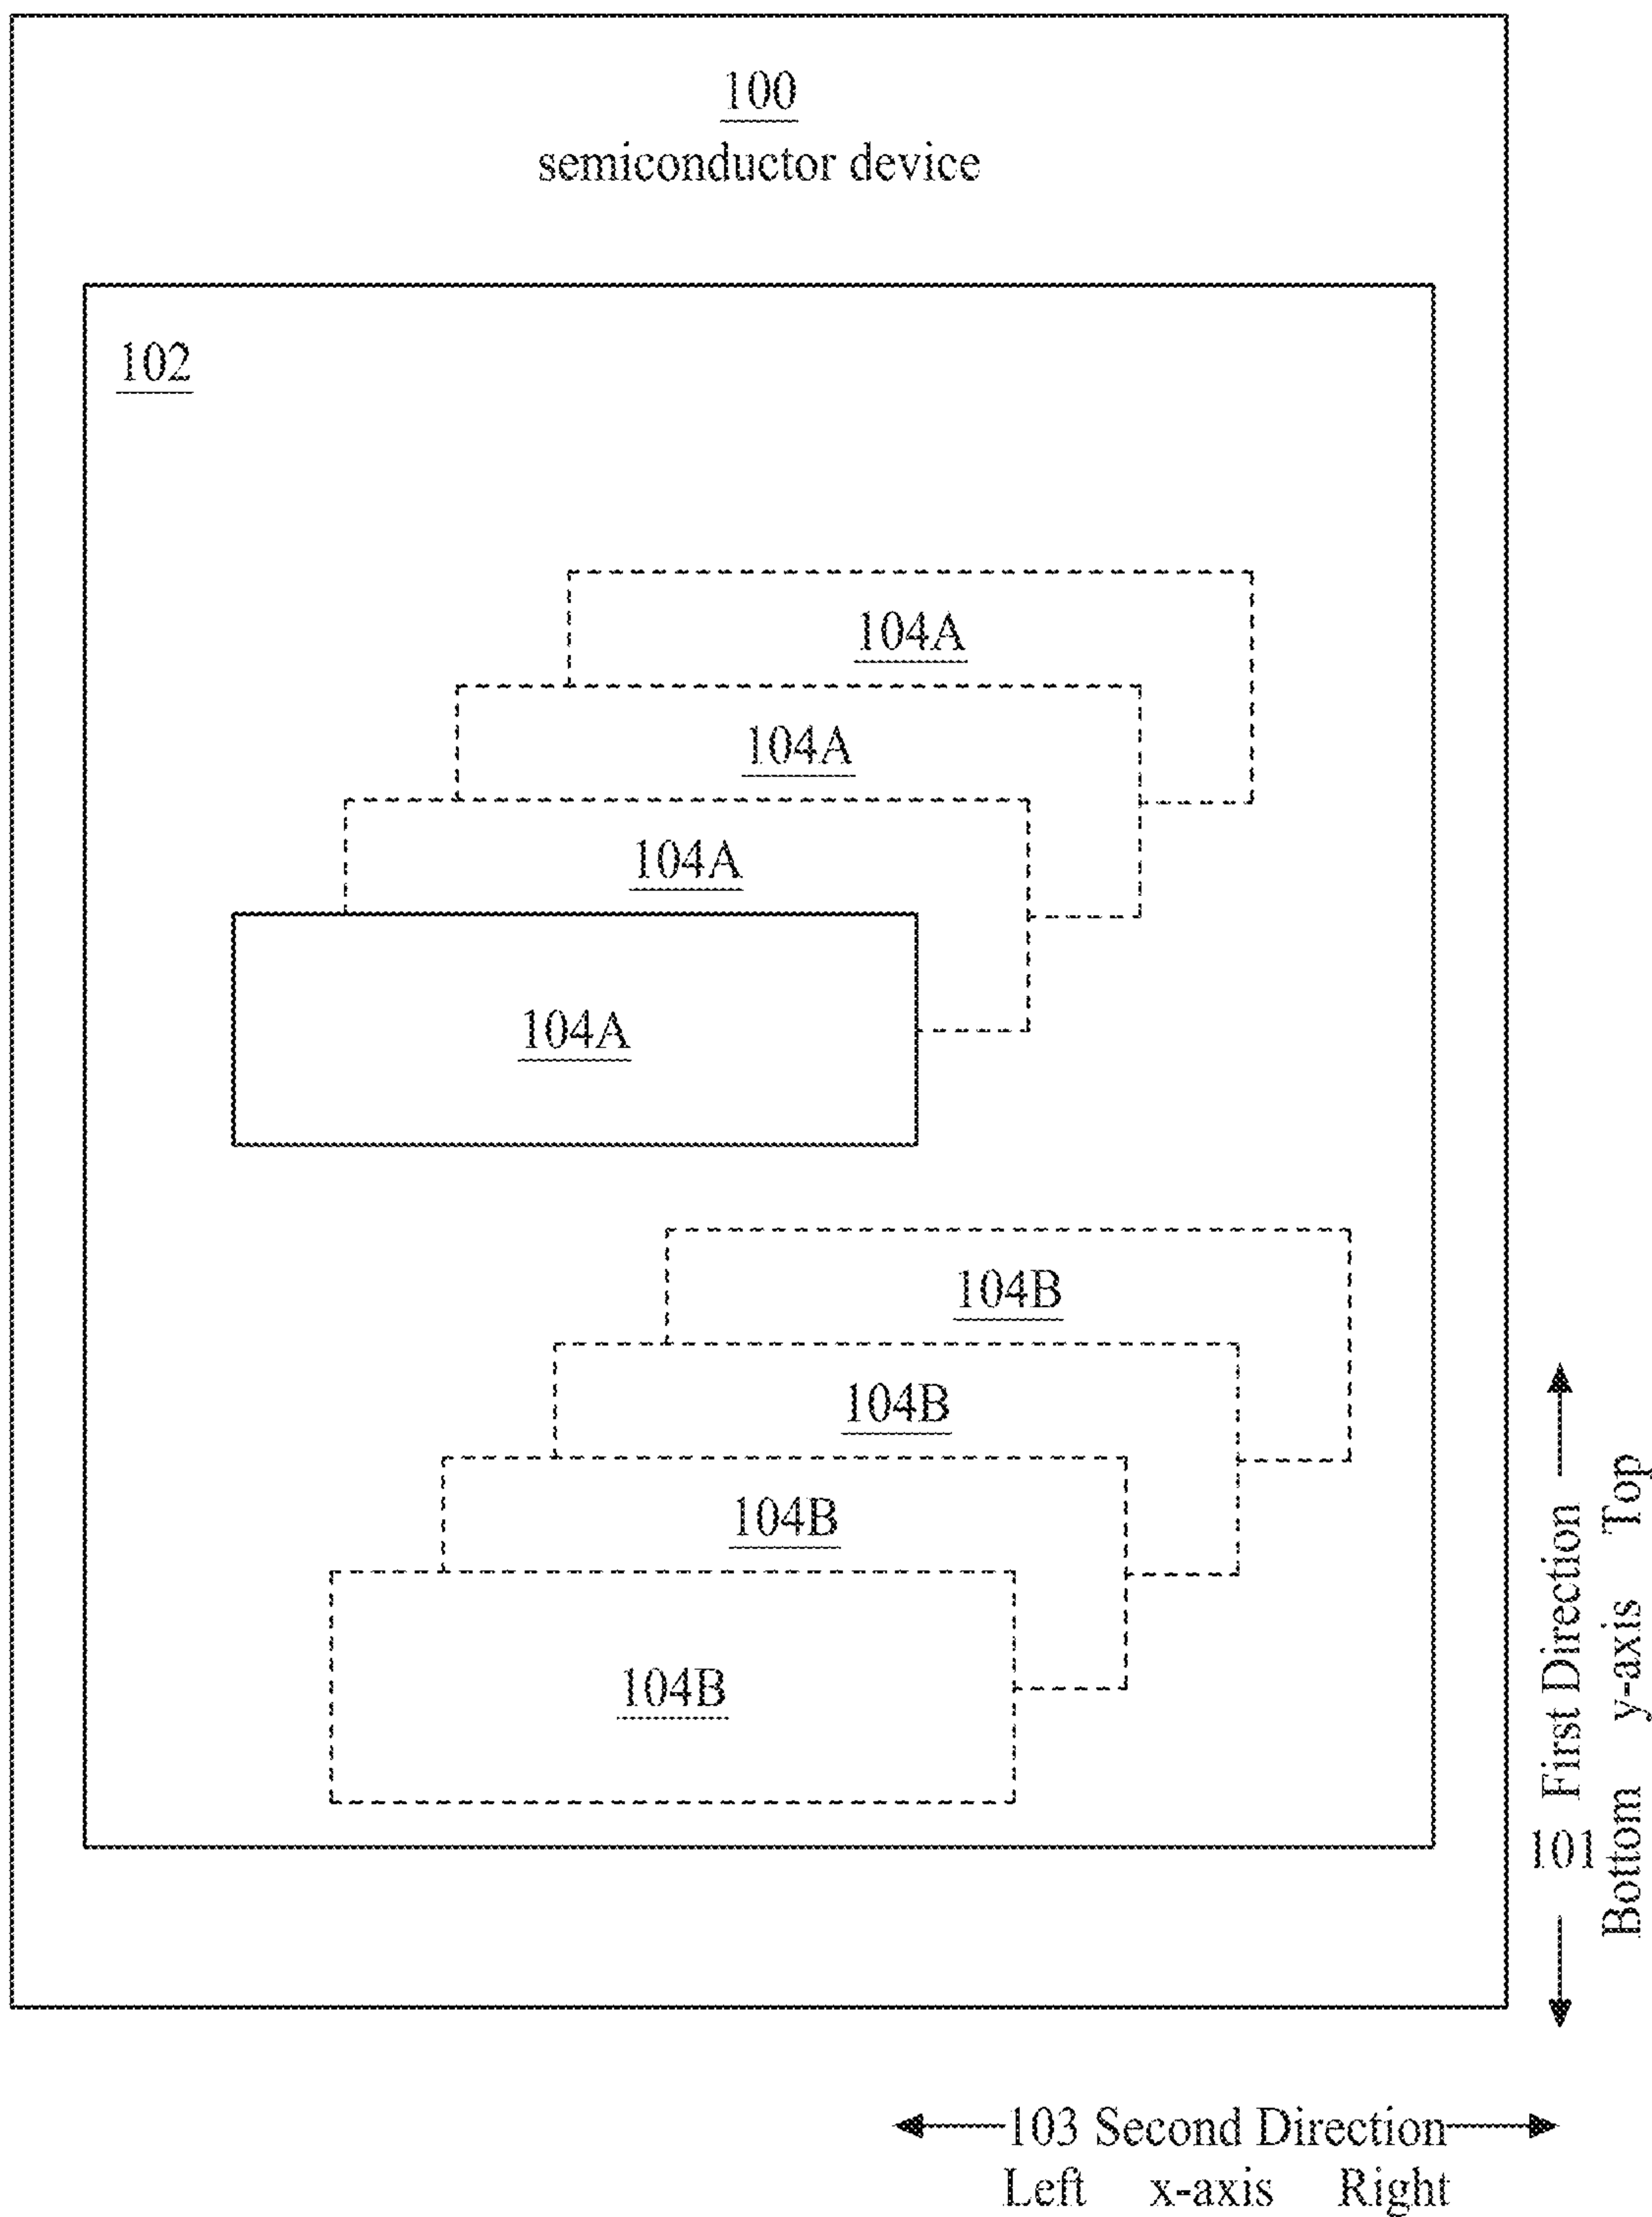 100
semiconductor device
102
104A
104A
104A
104A
104B
104B
104B
104B
101 First Direction
Bottom y-axis Top
103 Second Direction
Left x-axis Right